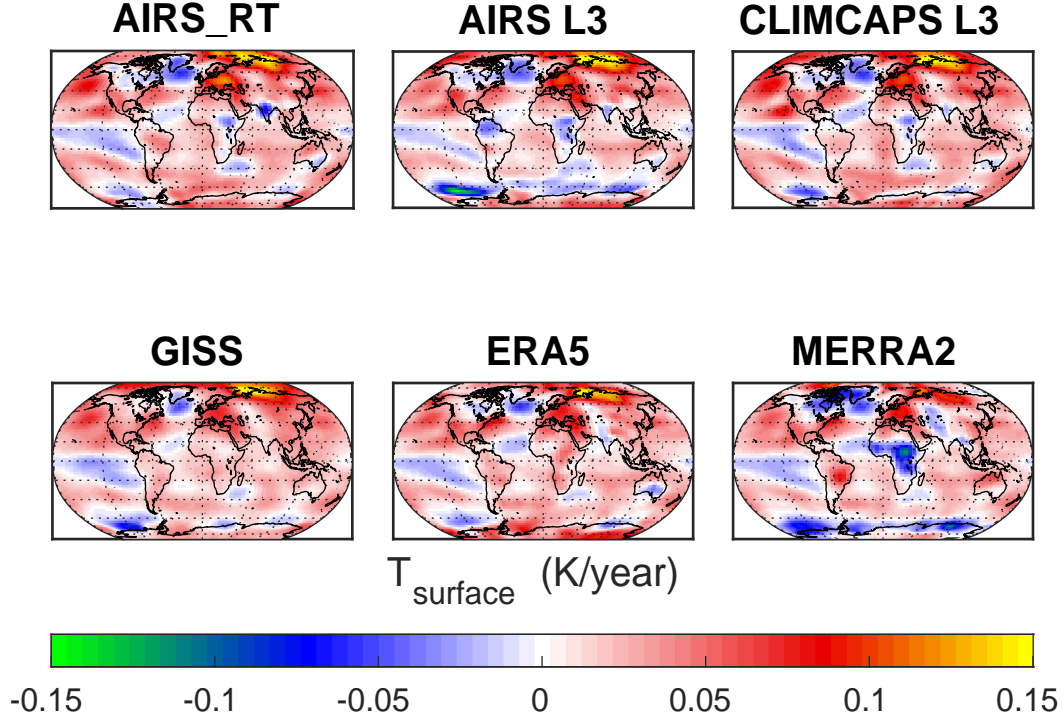 AIRS_RT AIRS L3 CLIMCAPS L3
GISS ERA5 MERRA2
T_surface (K/year)
-0.15 -0.1 -0.05 0 0.05 0.1 0.15